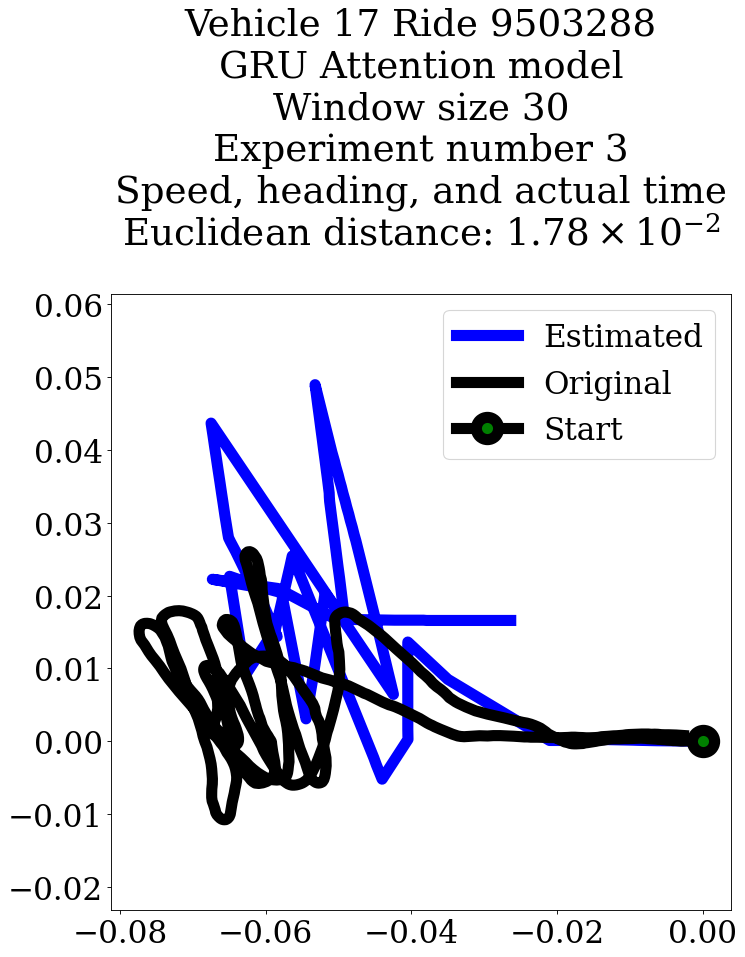 Vehicle 17 Ride 9503288
GRU Attention model
Window size 30
Experiment number 3
Speed, heading, and actual time
Euclidean distance: 1.78 × 10⁻²
0.06
0.05
0.04
0.03
0.02
0.01
0.00
−0.01
−0.02
Estimated
Original
Start
−0.08 −0.06 −0.04 −0.02 0.00